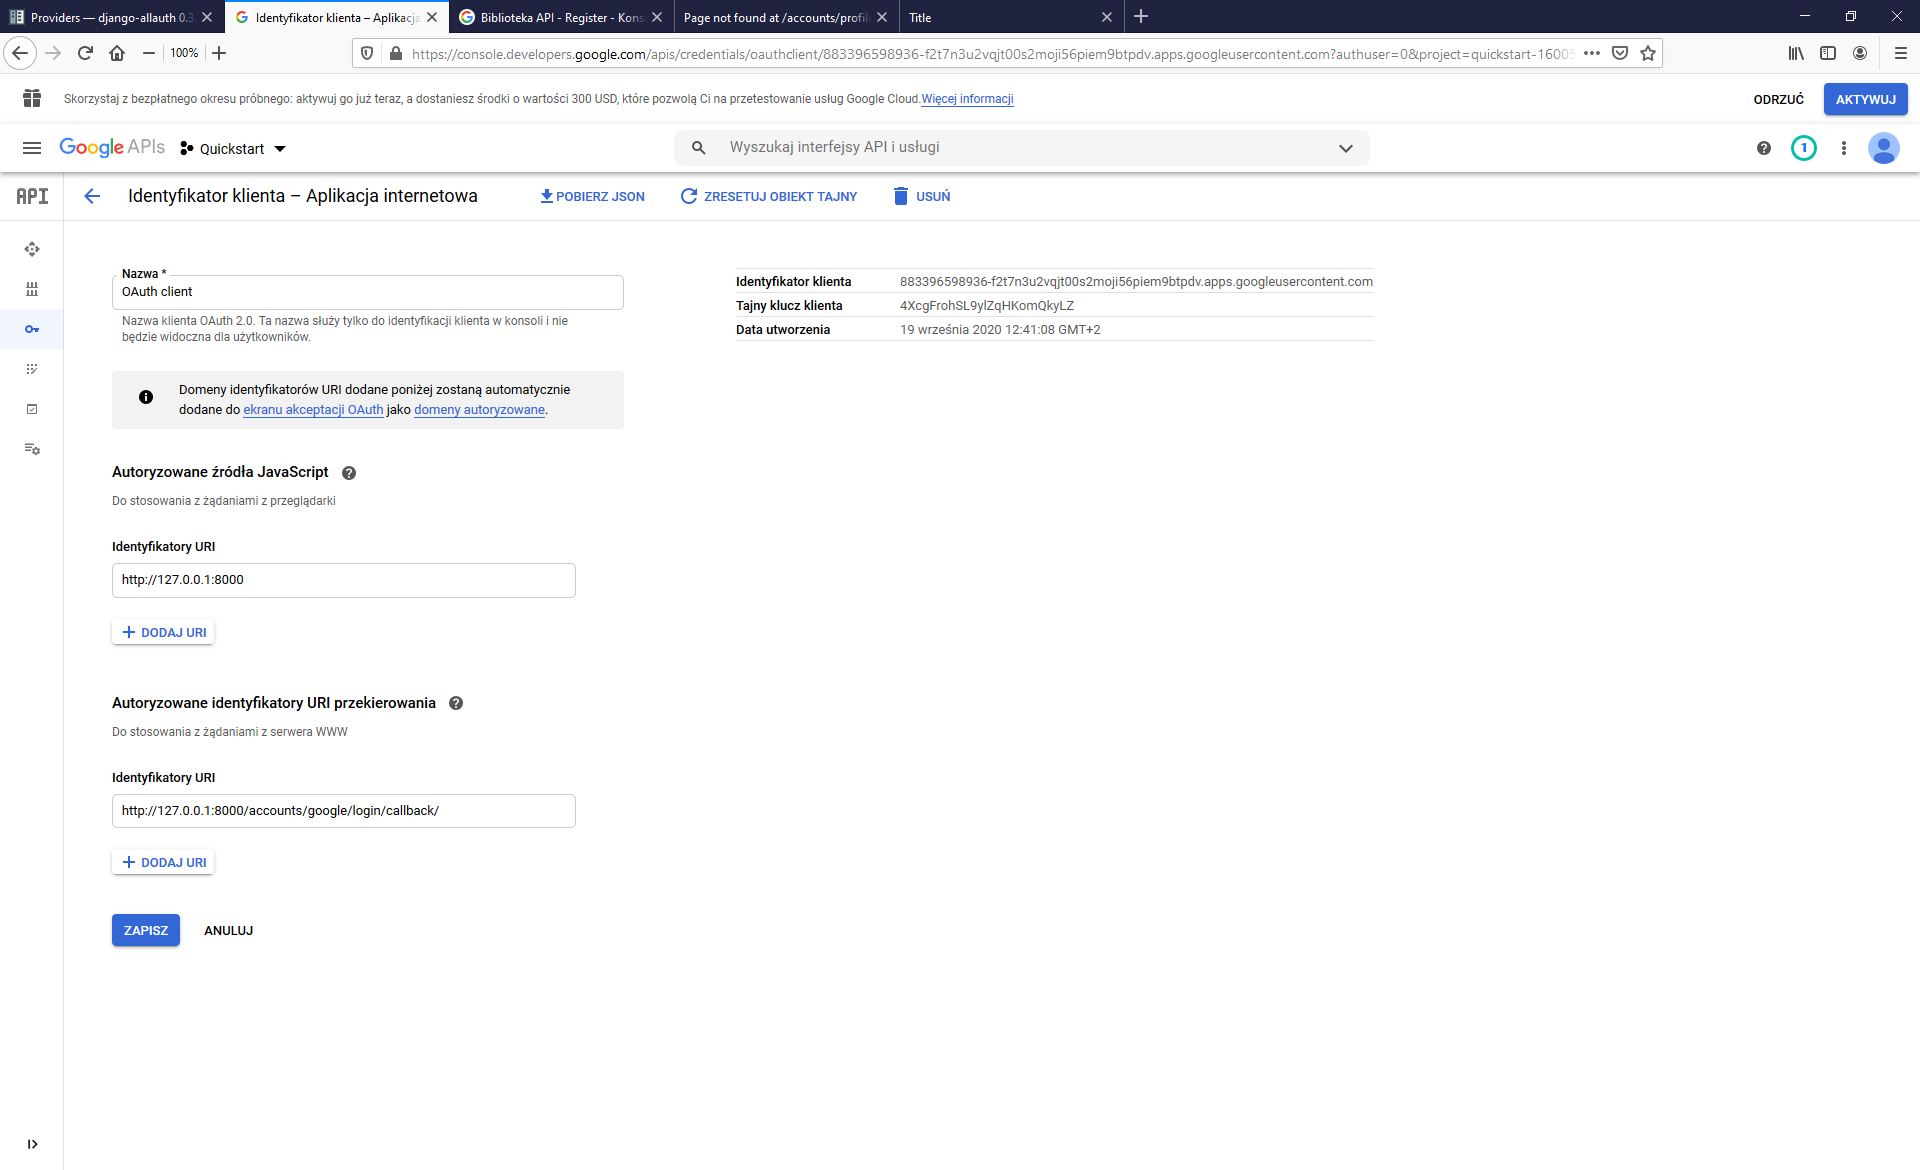 Providers — django-allauth 0.3
Identyfikator klienta – Aplikacja
Biblioteka API - Register - Kons
Page not found at /accounts/profile
Title
100%
https://console.developers.google.com/apis/credentials/oauthclient/883396598936-f2t7n3u2vqjt00s2moji56piem9btpdv.apps.googleusercontent.com?authuser=0&project=quickstart-16005
Skorzystaj z bezpłatnego okresu próbnego: aktywuj go już teraz, a dostaniesz środki o wartości 300 USD, które pozwolą Ci na przetestowanie usług Google Cloud.Więcej informacji
ODRZUĆ
AKTYWUJ
Google APIs
Quickstart
Wyszukaj interfejsy API i usługi
1
API
Identyfikator klienta – Aplikacja internetowa
POBIERZ JSON
ZRESETUJ OBIEKT TAJNY
USUŃ
Nazwa *
OAuth client
Nazwa klienta OAuth 2.0. Ta nazwa służy tylko do identyfikacji klienta w konsoli i nie
będzie widoczna dla użytkowników.
Identyfikator klienta 883396598936-f2t7n3u2vqjt00s2moji56piem9btpdv.apps.googleusercontent.com
Tajny klucz klienta 4XcgFrohSL9ylZqHKomQkyLZ
Data utworzenia 19 września 2020 12:41:08 GMT+2
Domeny identyfikatorów URI dodane poniżej zostaną automatycznie
dodane do ekranu akceptacji OAuth jako domeny autoryzowane.
Autoryzowane źródła JavaScript
Do stosowania z żądaniami z przeglądarki
Identyfikatory URI
http://127.0.0.1:8000
DODAJ URI
Autoryzowane identyfikatory URI przekierowania
Do stosowania z żądaniami z serwera WWW
Identyfikatory URI
http://127.0.0.1:8000/accounts/google/login/callback/
DODAJ URI
ZAPISZ
ANULUJ